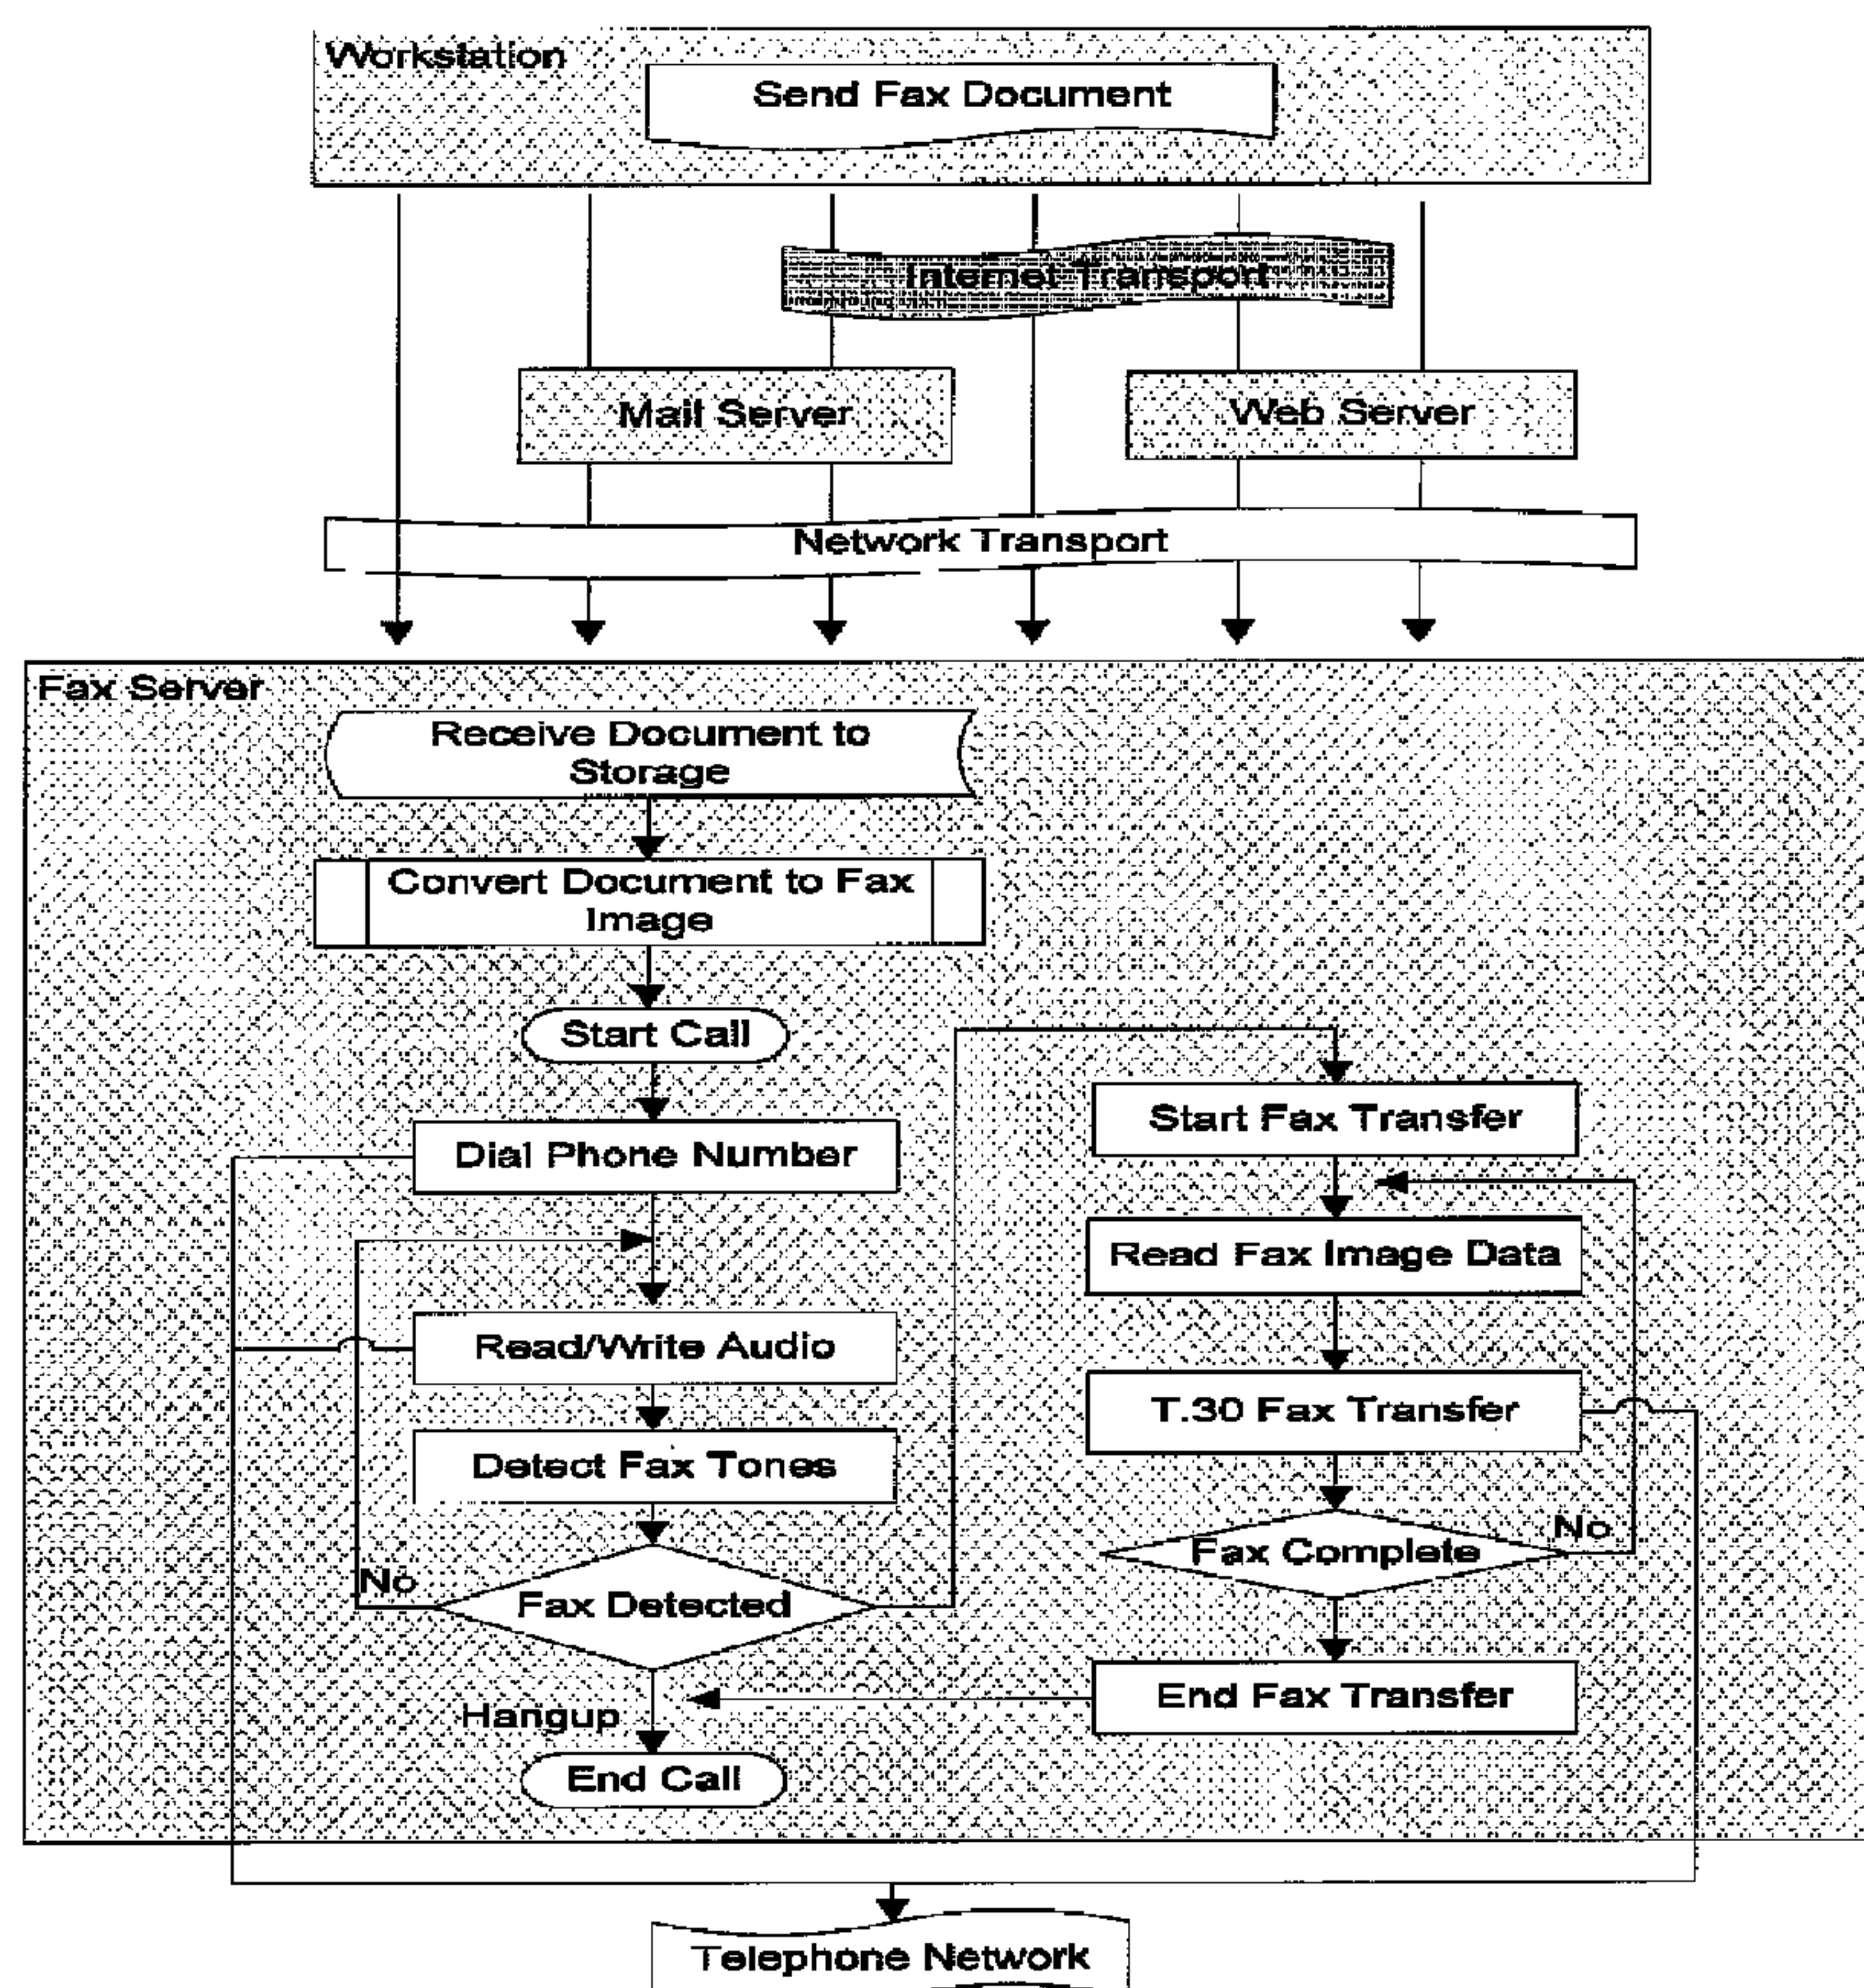 Workstation
Send Fax Document
Internet Transport
Mail Server
Web Server
Network Transport
Fax Server
Receive Document to
Storage
Convert Document to Fax
Image
Start Call
Dial Phone Number
Read/Write Audio
Detect Fax Tones
No
Fax Detected
Hangup
End Call
Start Fax Transfer
Read Fax Image Data
T.30 Fax Transfer
No
Fax Complete
End Fax Transfer
Telephone Network